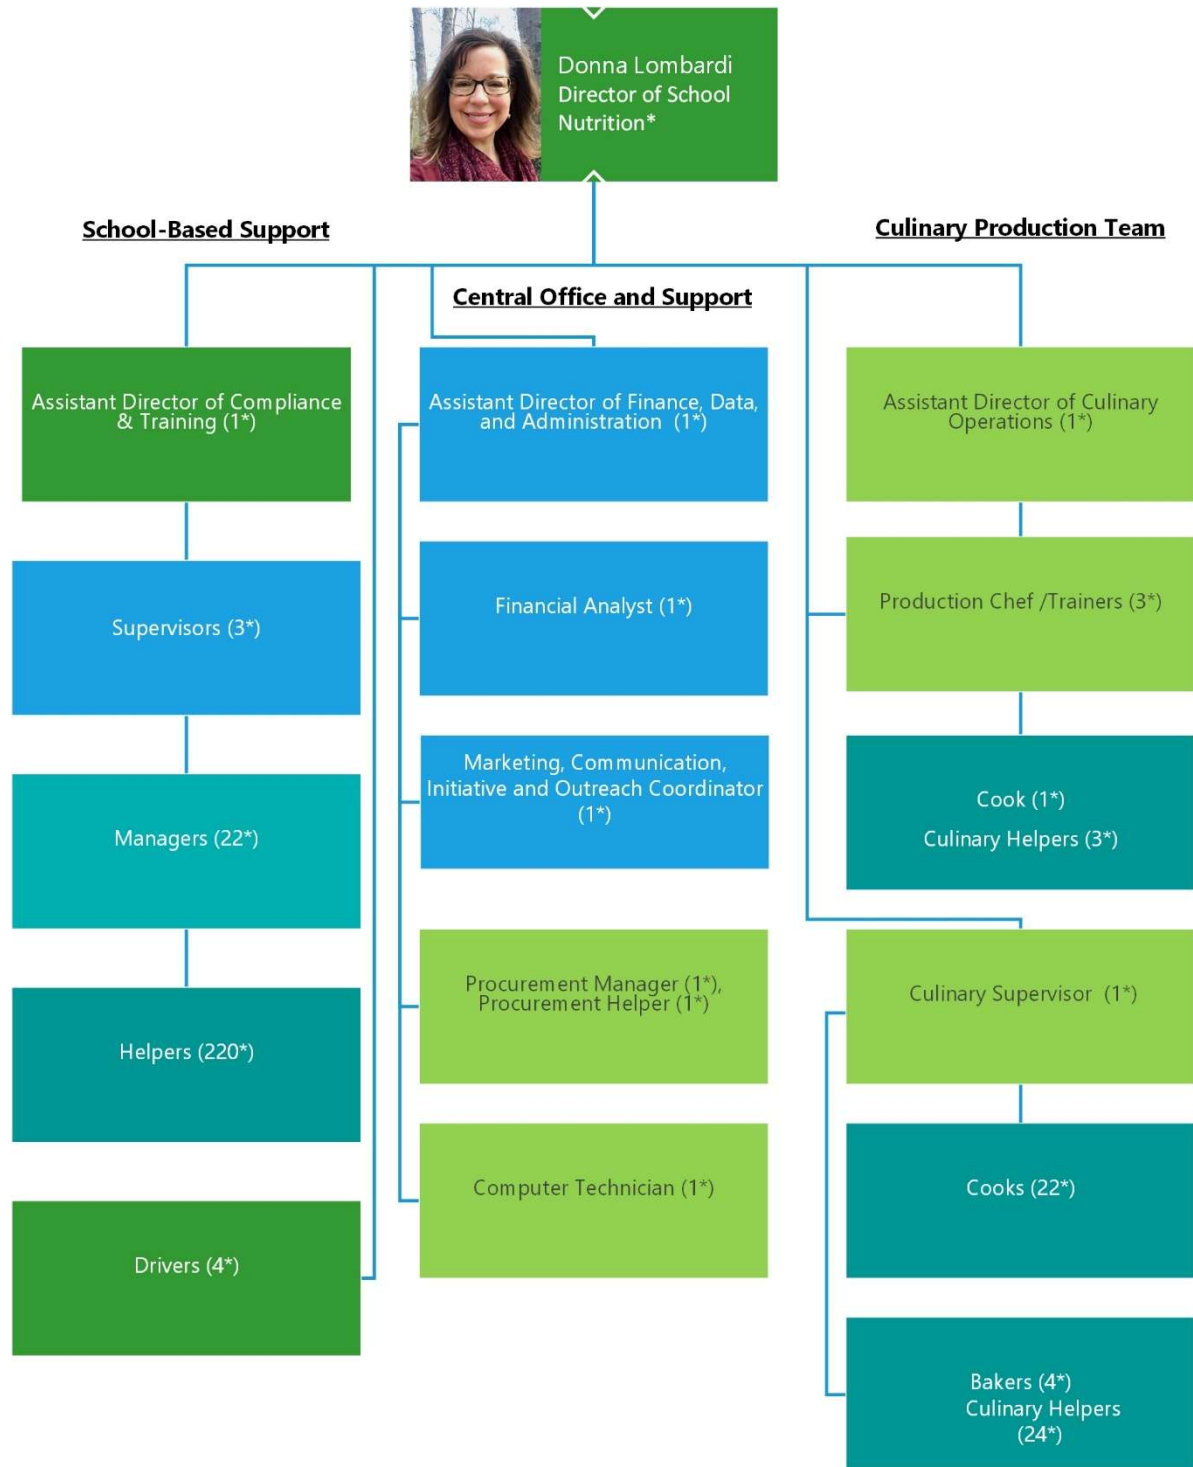 Donna Lombardi
Director of School
Nutrition*
School-Based Support
Culinary Production Team
Central Office and Support
Assistant Director of Compliance
& Training (1*)
Supervisors (3*)
Managers (22*)
Helpers (220*)
Drivers (4*)
Assistant Director of Finance, Data,
and Administration (1*)
Financial Analyst (1*)
Marketing, Communication,
Initiative and Outreach Coordinator
(1*)
Procurement Manager (1*),
Procurement Helper (1*)
Computer Technician (1*)
Assistant Director of Culinary
Operations (1*)
Production Chef /Trainers (3*)
Cook (1*)
Culinary Helpers (3*)
Culinary Supervisor (1*)
Cooks (22*)
Bakers (4*)
Culinary Helpers
(24*)